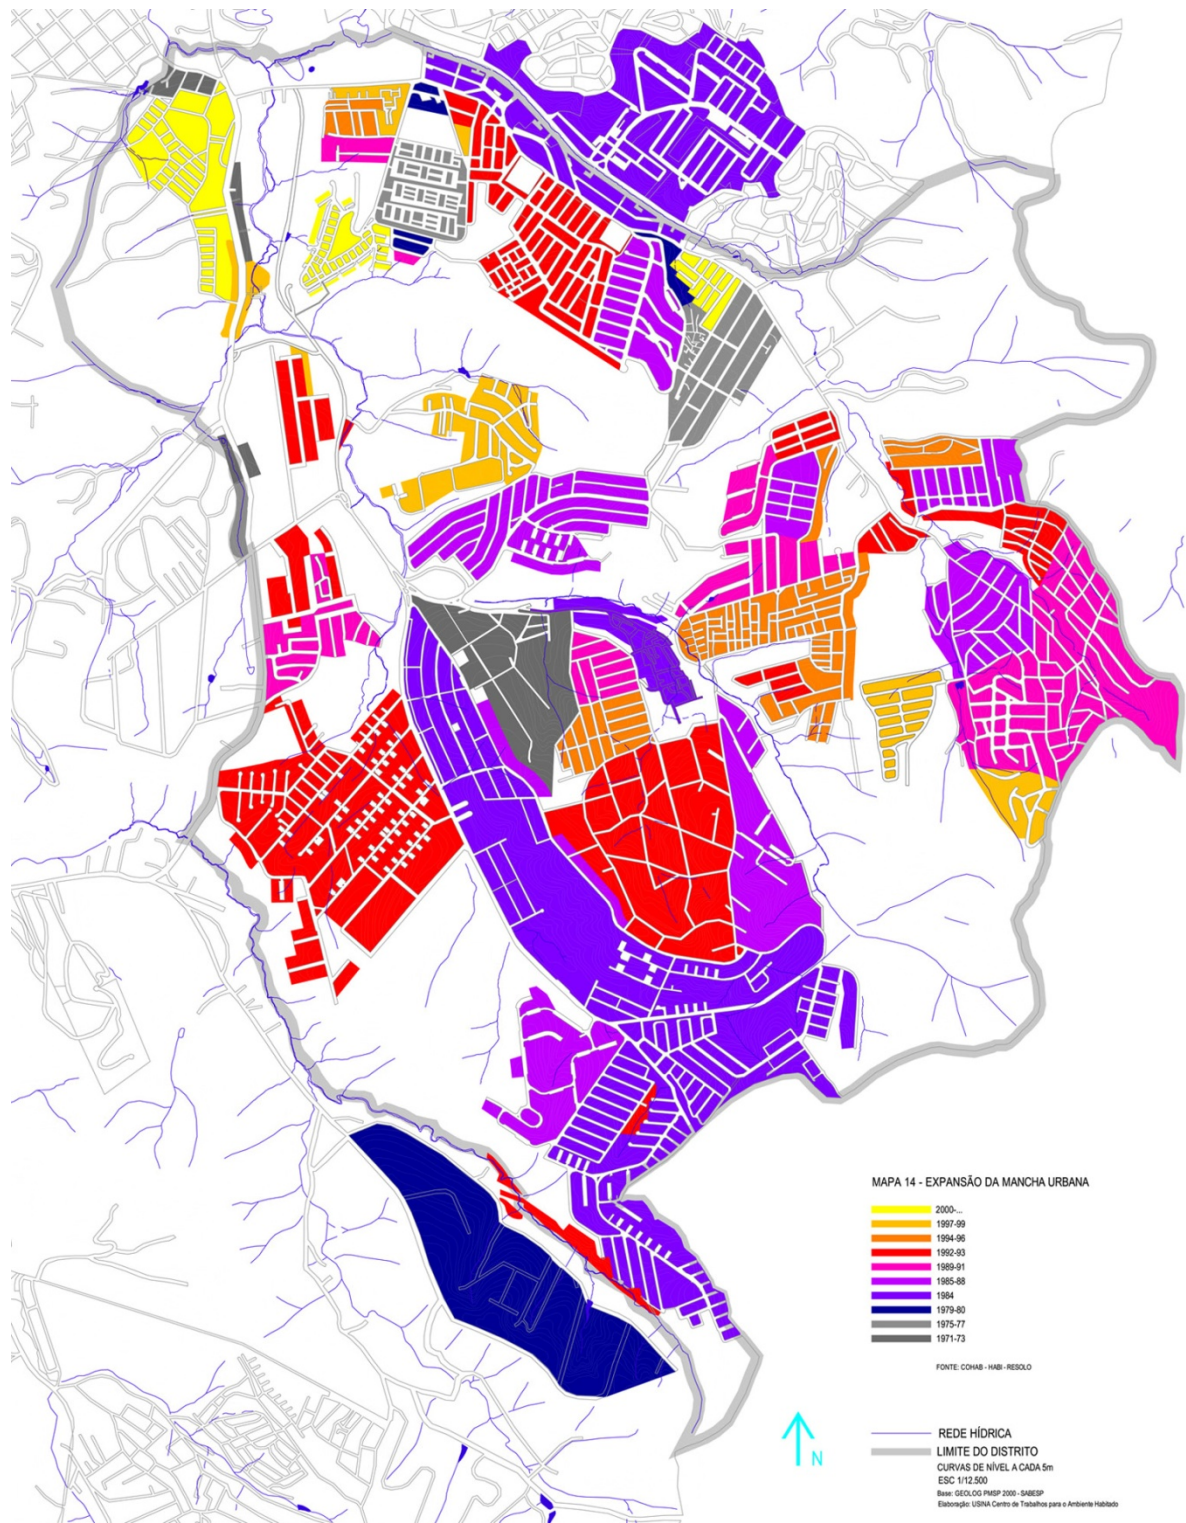 MAPA 14 - EXPANSÃO DA MANCHA URBANA
2000-...
1997-99
1994-96
1992-93
1989-91
1985-88
1984
1979-80
1975-77
1971-73
FONTE: COHAB - HABI - RESOLO
REDE HÍDRICA
LIMITE DO DISTRITO
CURVAS DE NÍVEL A CADA 5m
ESC 1/12.500
Base: GEOLOG PMSP 2000 - SABESP
Elaboração: USINA Centro de Trabalhos para o Ambiente Habitado
N